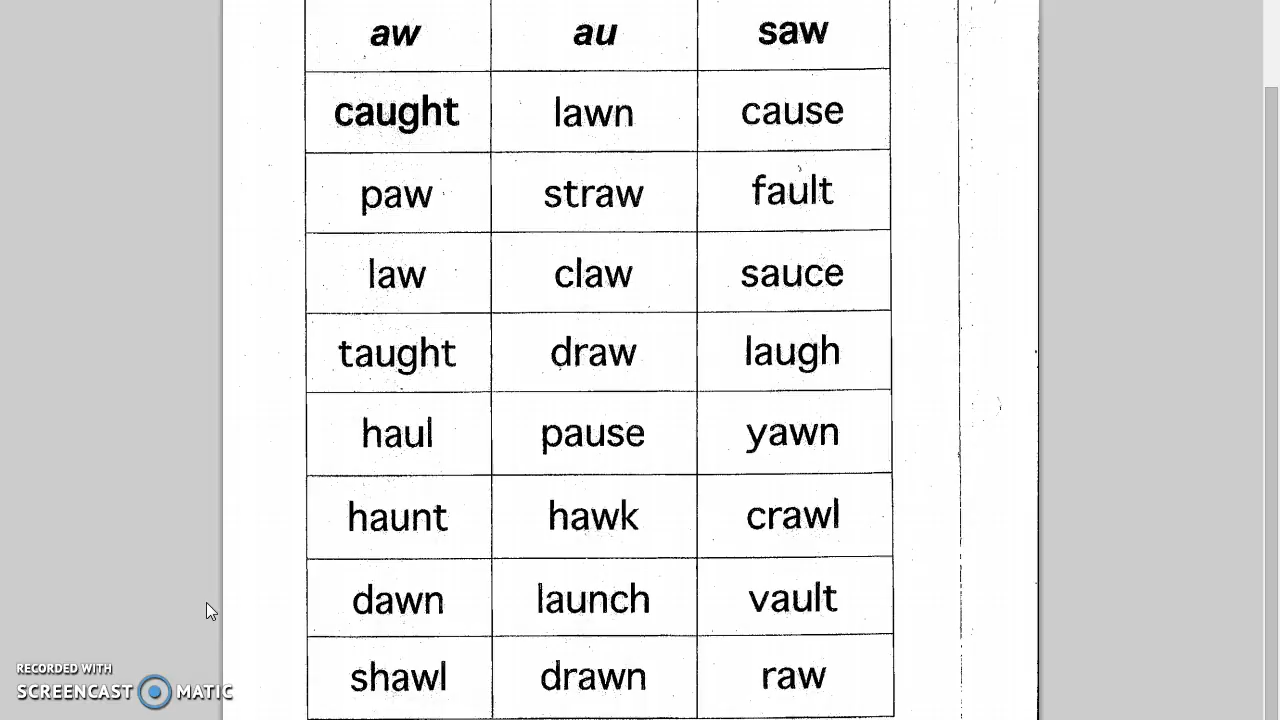 aw au saw
caught lawn cause
paw straw fault
law claw sauce
taught draw laugh
haul pause yawn
haunt hawk crawl
dawn launch vault
shawl drawn raw
RECORDED WITH
SCREENCAST MATIC